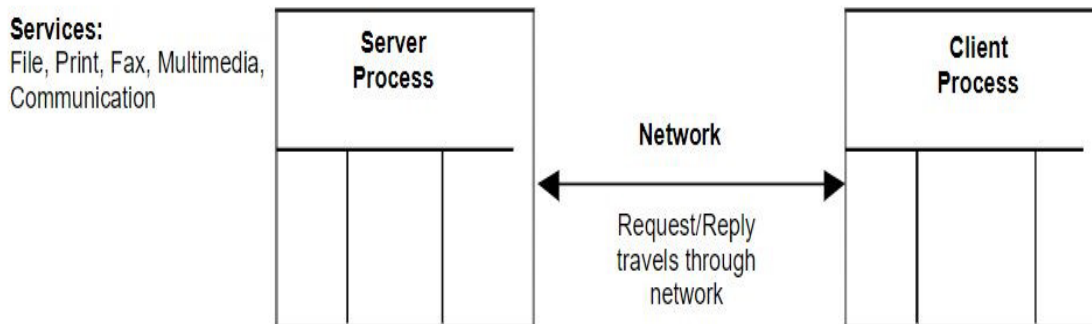 Services:
File, Print, Fax, Multimedia,
Communication
Server
Process
Network
Request/Reply
travels through
network
Client
Process